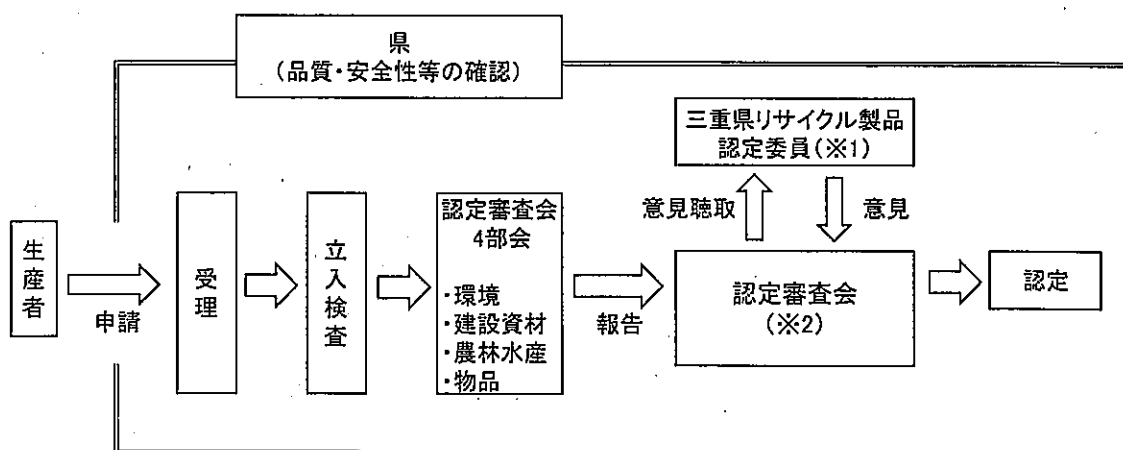 県
(品質・安全性等の確認)
三重県リサイクル製品
認定委員(※1)
意見聴取
意見
生産者
申請
受理
立入検査
認定審査会
4部会
・環境
・建設資材
・農林水産
・物品
報告
認定審査会
(※2)
認定